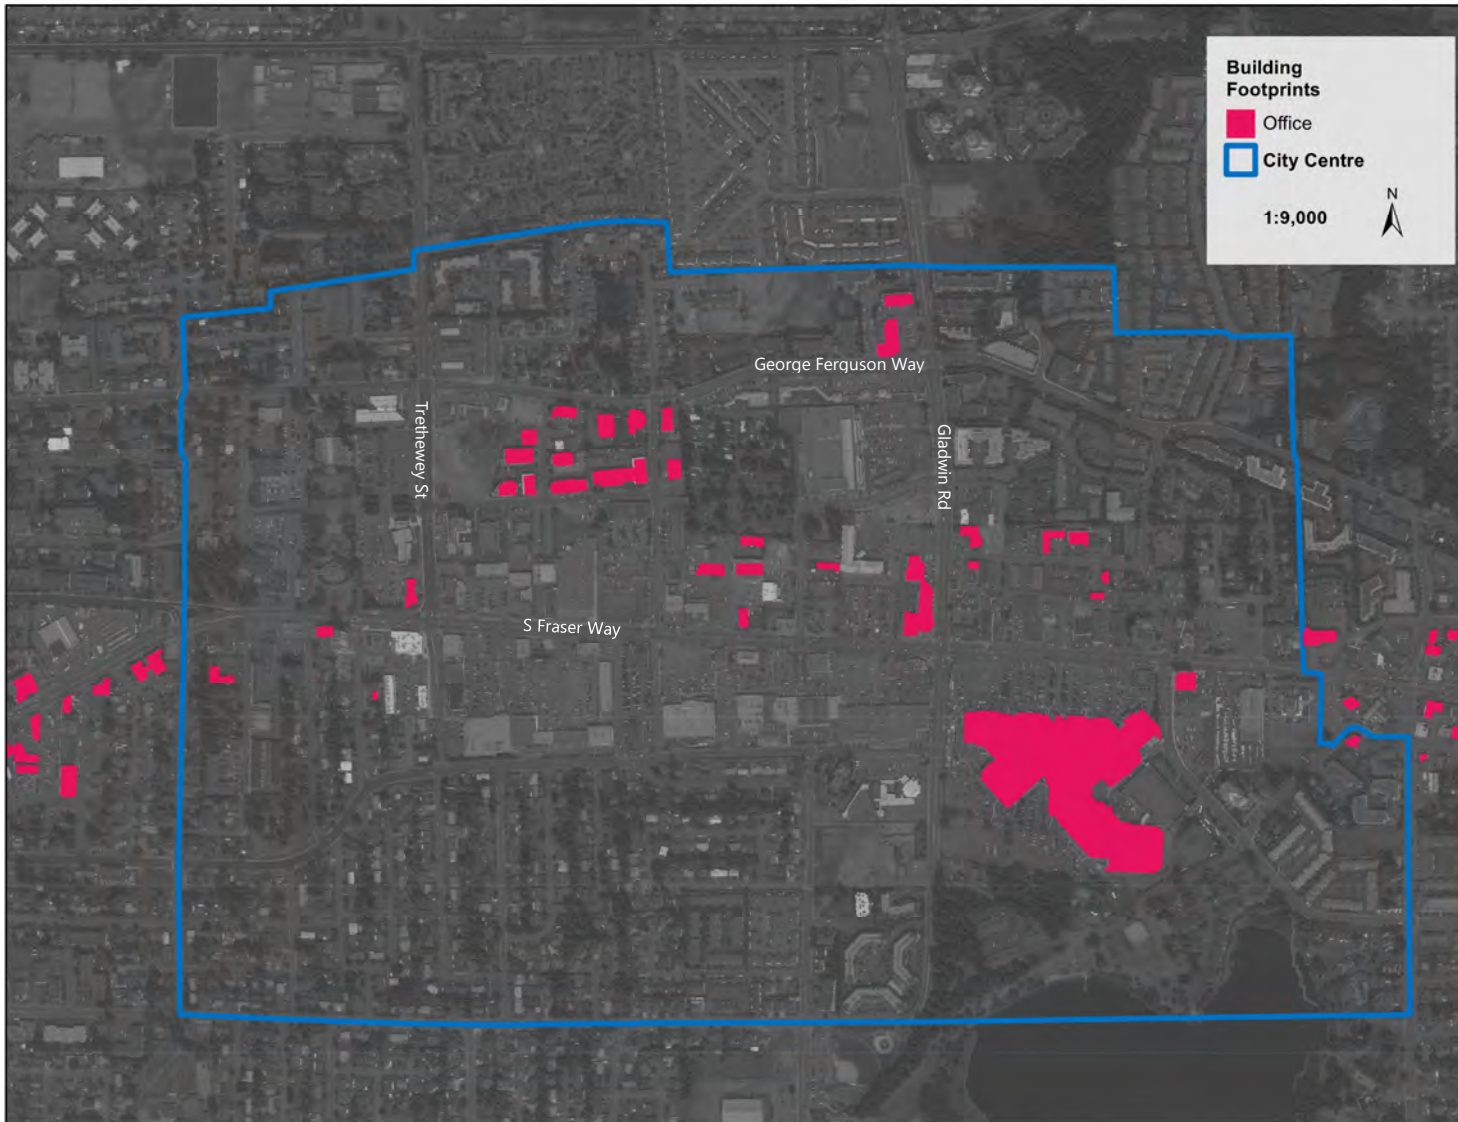 Building
Footprints
Office
City Centre
1:9,000
N
George Ferguson Way
Trethewey St
Gladwin Rd
S Fraser Way